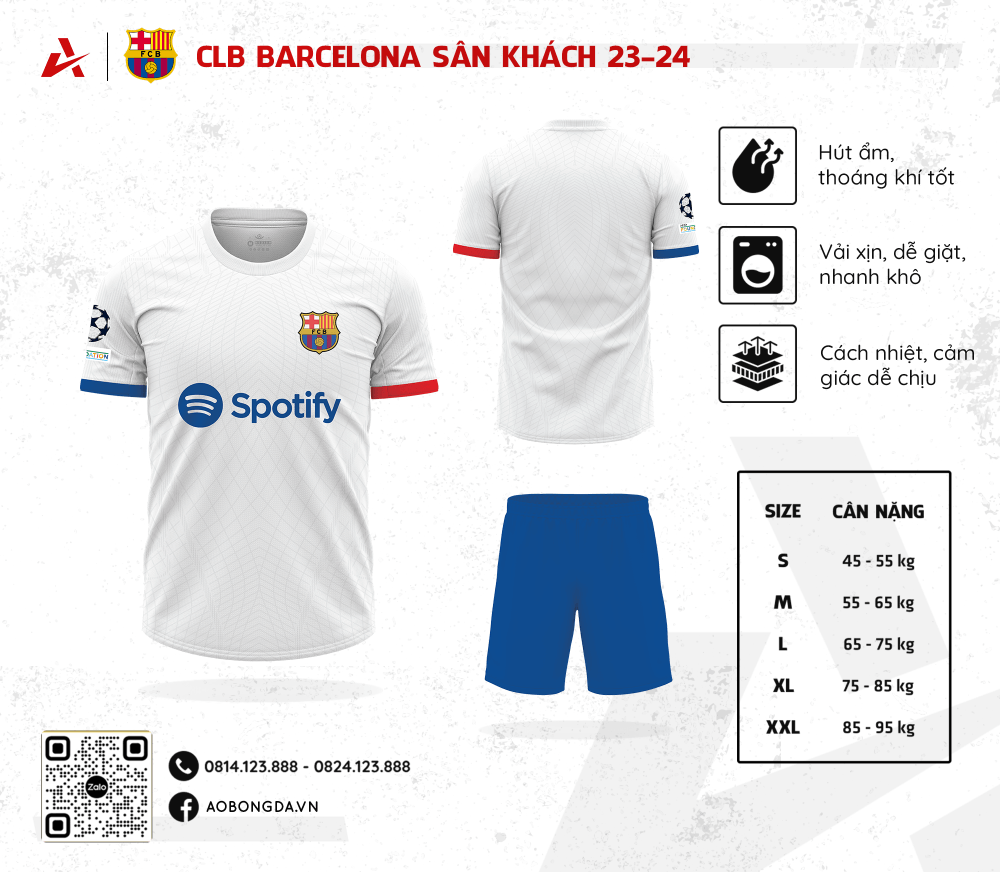 CLB BARCELONA SÂN KHÁCH 23-24
FCB
Hút ẩm,
thoáng khí tốt
Vải xịn, dễ giặt,
nhanh khô
Cách nhiệt, cảm
giác dễ chịu
FCB
DATION
Spotify
SIZE CÂN NẶNG
S 45 - 55 kg
M 55 - 65 kg
L 65 - 75 kg
XL 75 - 85 kg
XXL 85 - 95 kg
Zalo
0814.123.888 - 0824.123.888
AOBONGDA.VN